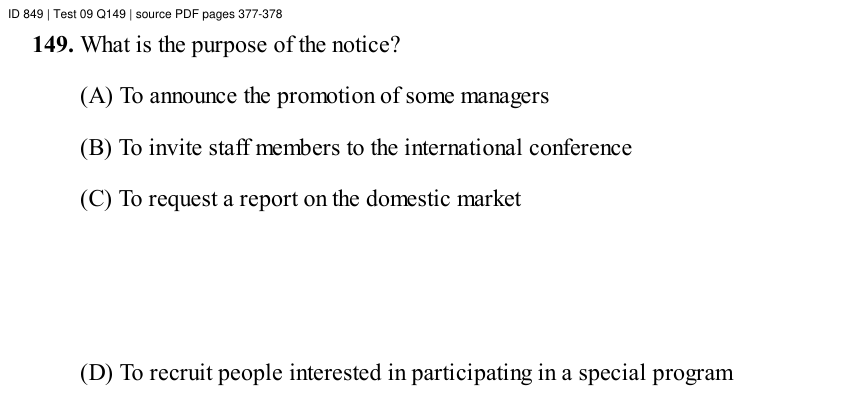 ID 849 | Test 09 Q149 | source PDF pages 377-378
149. What is the purpose of the notice?
(A) To announce the promotion of some managers
(B) To invite staff members to the international conference
(C) To request a report on the domestic market
(D) To recruit people interested in participating in a special program